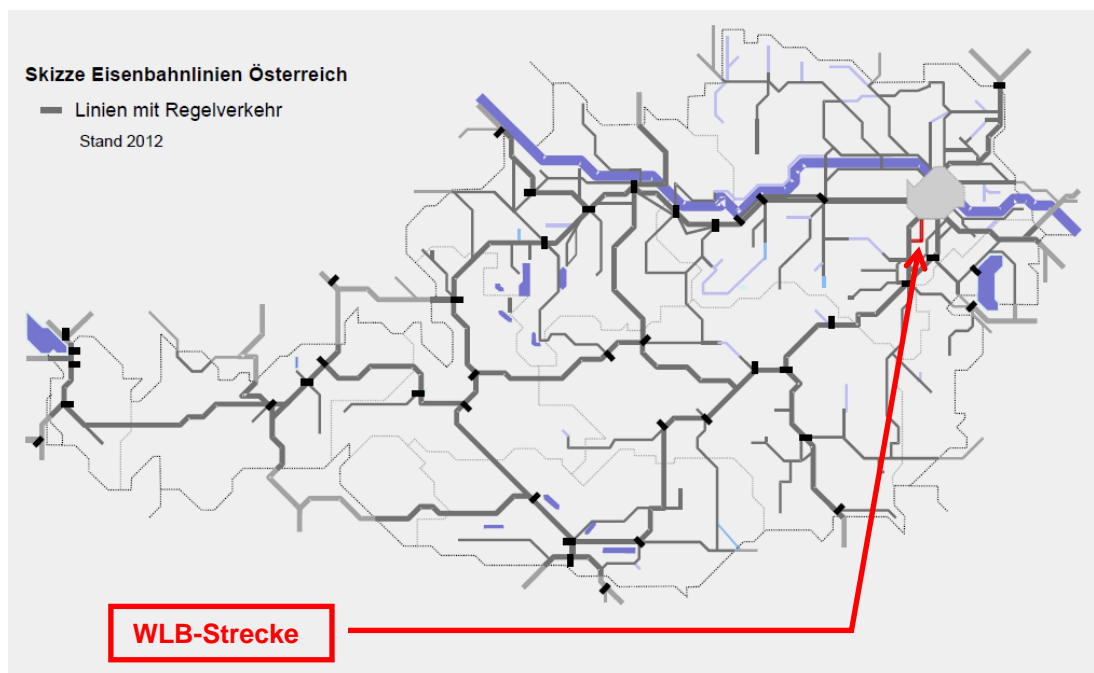 Skizze Eisenbahnlinien Österreich
Linien mit Regelverkehr
Stand 2012
WLB-Strecke